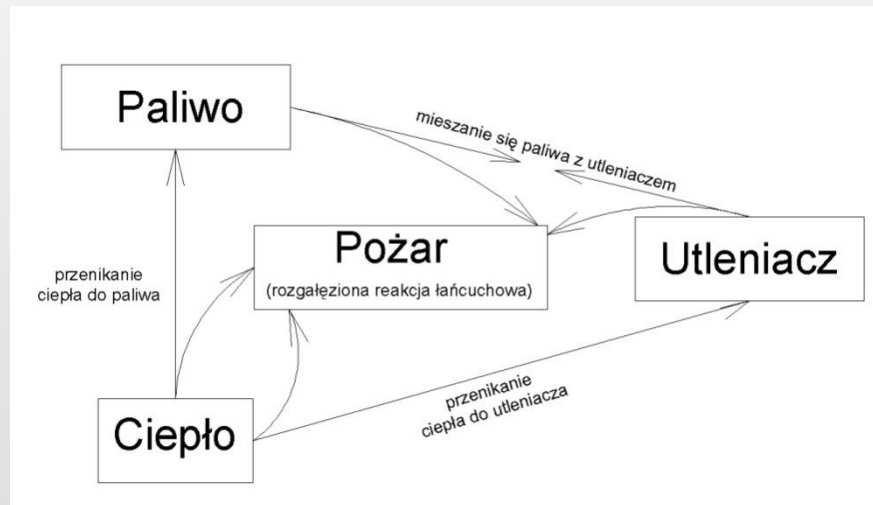 Paliwo
mieszanie się paliwa z utleniaczem
Pożar
(rozgałęziona reakcja łańcuchowa)
Utleniacz
przenikanie
ciepła do paliwa
Ciepło
przenikanie
ciepła do utleniacza